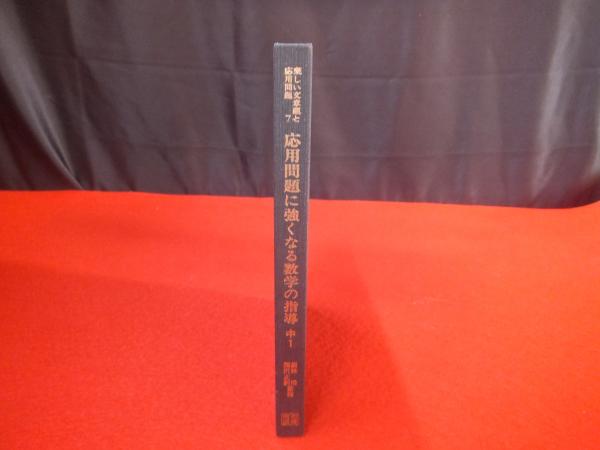 楽しい文章題と
応用問題 7
応用問題に強くなる数学の指導 中1